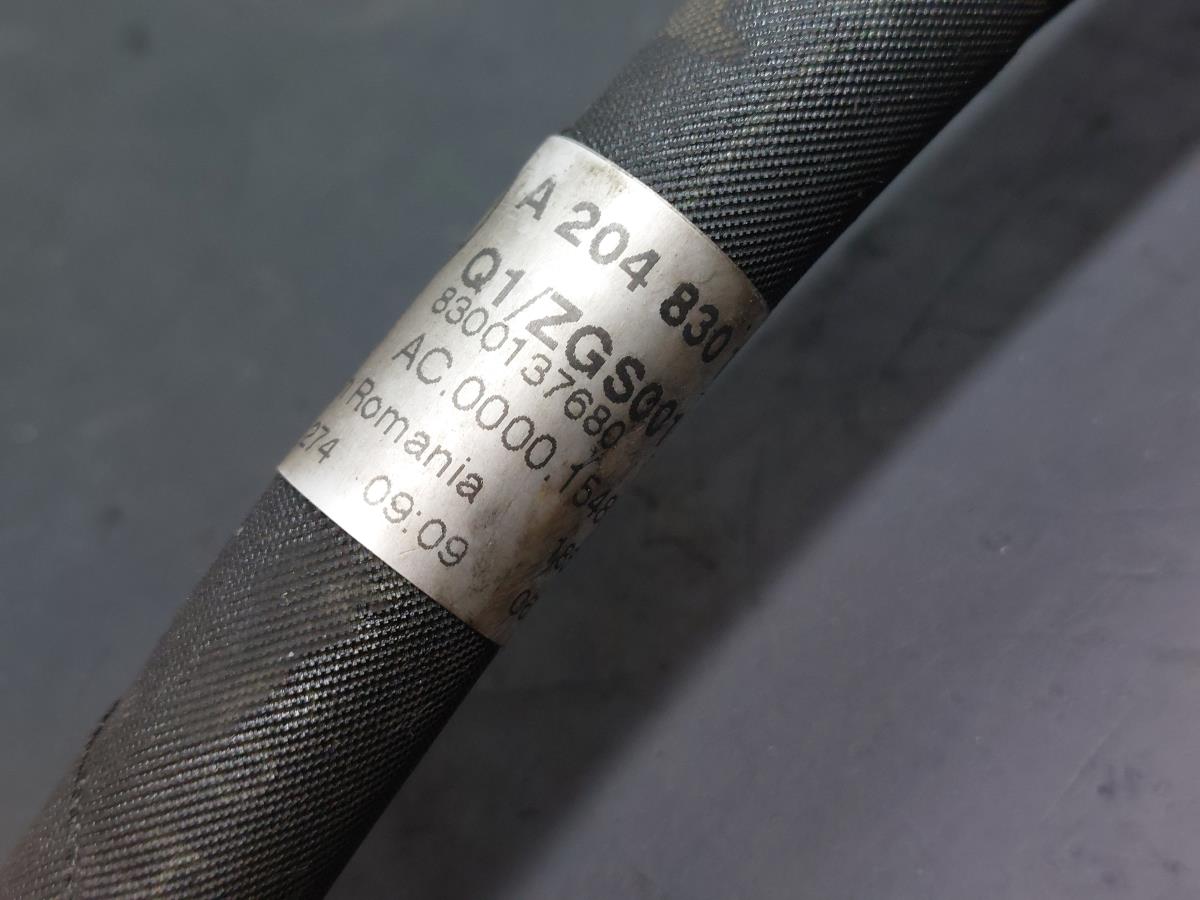 A 204 830
Q1/ZGS001
8300137680
AC.0000.1548
Romania
274 09:09